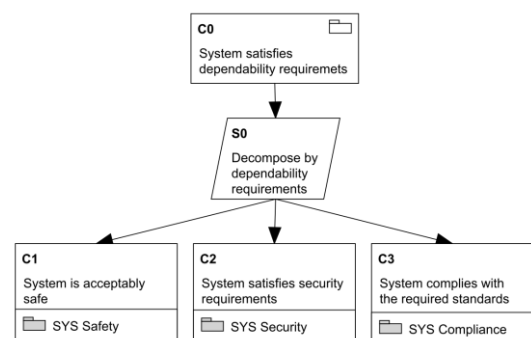 C0
System satisfies
dependability requiremets
S0
Decompose by
dependability
requirements
C1
System is acceptably
safe
SYS Safety
C2
System satisfies security
requirements
SYS Security
C3
System complies with
the required standards
SYS Compliance